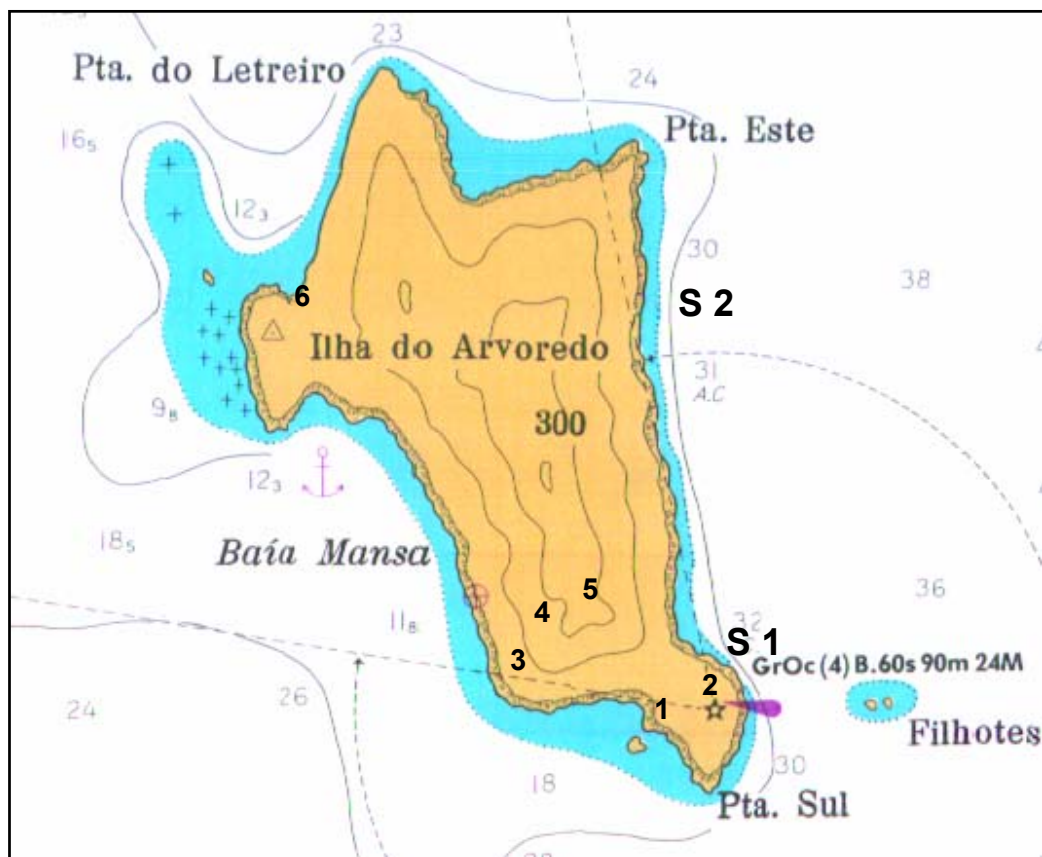 23
Pta. do Letreiro
24
Pta. Este
16₅
12₃
30
38
S 2
6
Ilha do Arvoredo
31
A.C
9₈
300
12₃
18₅
Baía Mansa
5
36
4
11₈
32
S 1
3
GrOc (4) B.60s 90m 24M
2
26
24
1
Filhotes
18
30
Pta. Sul